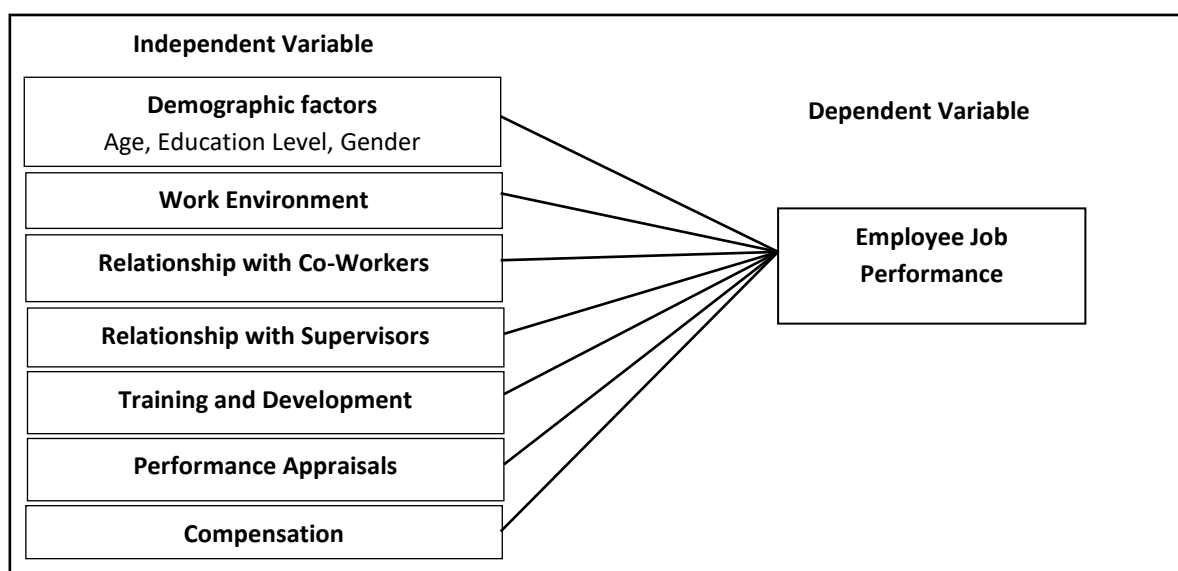 Independent Variable
Demographic factors
Age, Education Level, Gender
Work Environment
Relationship with Co-Workers
Relationship with Supervisors
Training and Development
Performance Appraisals
Compensation
Dependent Variable
Employee Job
Performance